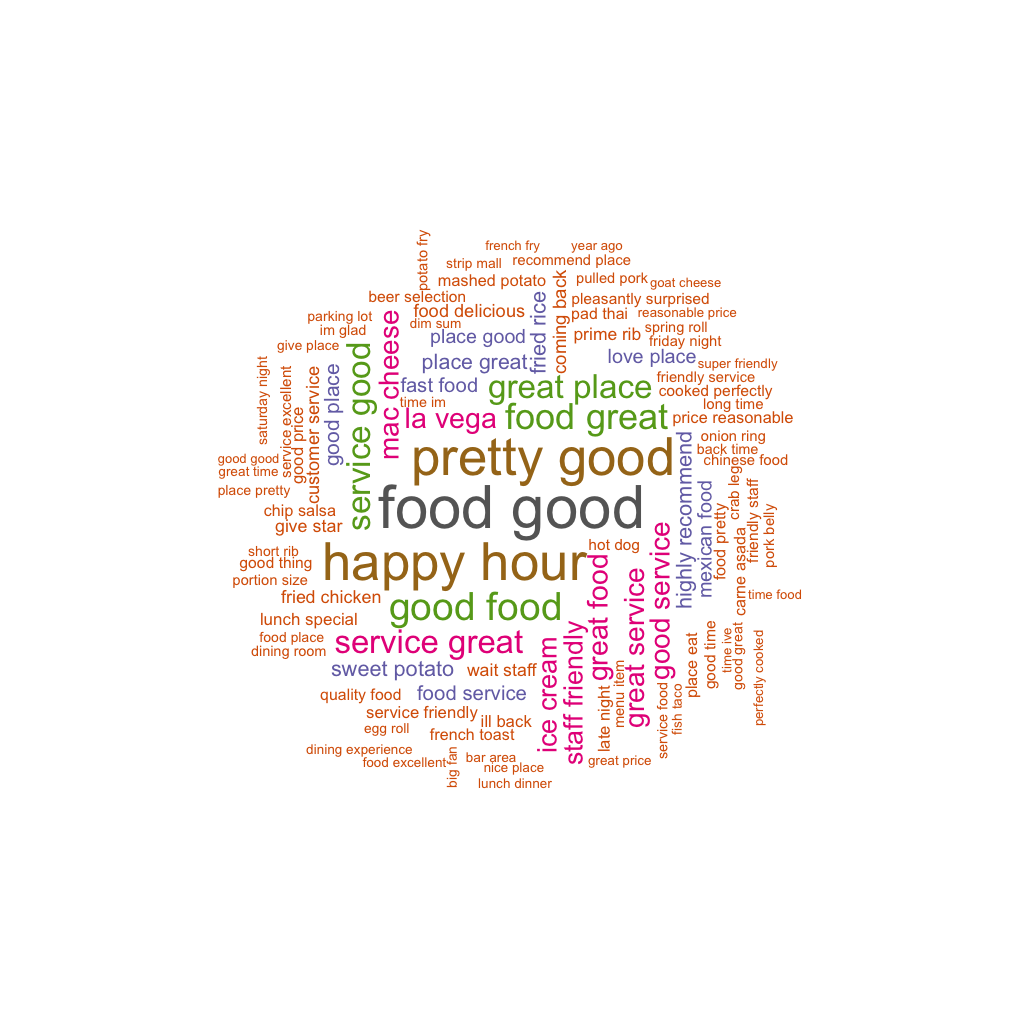 potato fry
french fry
year ago
strip mall
recommend place
mashed potato
pulled pork
goat cheese
beer selection
fried rice
coming back
pleasantly surprised
food delicious
pad thai
reasonable price
parking lot
mac cheese
dim sum
im glad
place good
prime rib
spring roll
friday night
give place
service good
place great
love place
super friendly
saturday night
service excellent
good price
customer service
good place
fast food
great place
friendly service
cooked perfectly
time im
la vega
food great
long time
price reasonable
good good
great time
place pretty
pretty good
highly recommend
onion ring
back time
chinese food
crab leg
mexican food
food pretty
friendly staff
pork belly
chip salsa
give star
food good
good service
carne asada
short rib
good thing
portion size
happy hour
hot dog
great food
great service
fried chicken
good food
time food
lunch special
food place
dining room
service great
staff friendly
ice cream
place eat
good time
time ive
good great
perfectly cooked
sweet potato
wait staff
late night
menu item
service food
fish taco
quality food
food service
service friendly
ill back
egg roll
french toast
dining experience
food excellent
big fan
bar area
nice place
great price
lunch dinner